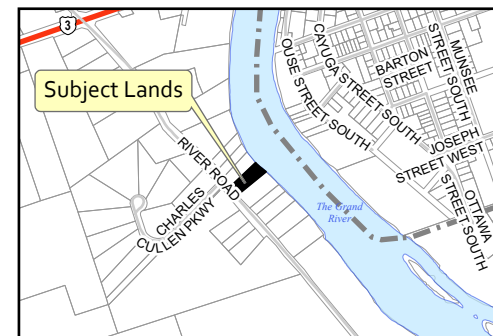 3
Subject Lands
OUSE STREET SOUTH
CAYUGA STREET SOUTH
BARTON
STREET
MUNSEE
STREET SOUTH
JOSEPH
STREET WEST
OTTAWA
STREET SOUTH
RIVER ROAD
CHARLES
CULLEN PKWY
The Grand
River